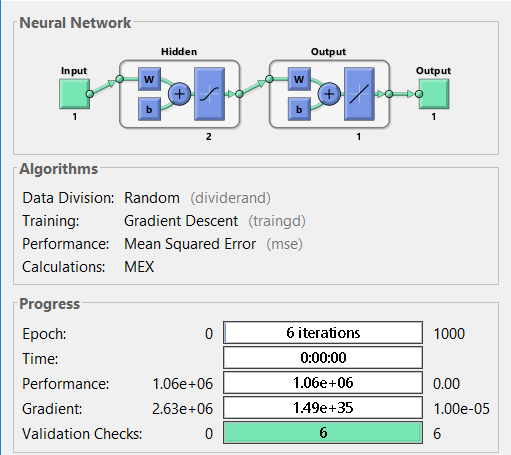 Neural Network
Hidden Output
Input Output
W W
+ +
b b
1 1
2 1
Algorithms
Data Division: Random (dividerand)
Training: Gradient Descent (traingd)
Performance: Mean Squared Error (mse)
Calculations: MEX
Progress
Epoch: 0 6 iterations 1000
Time: 0:00:00
Performance: 1.06e+06 1.06e+06 0.00
Gradient: 2.63e+06 1.49e+35 1.00e-05
Validation Checks: 0 6 6